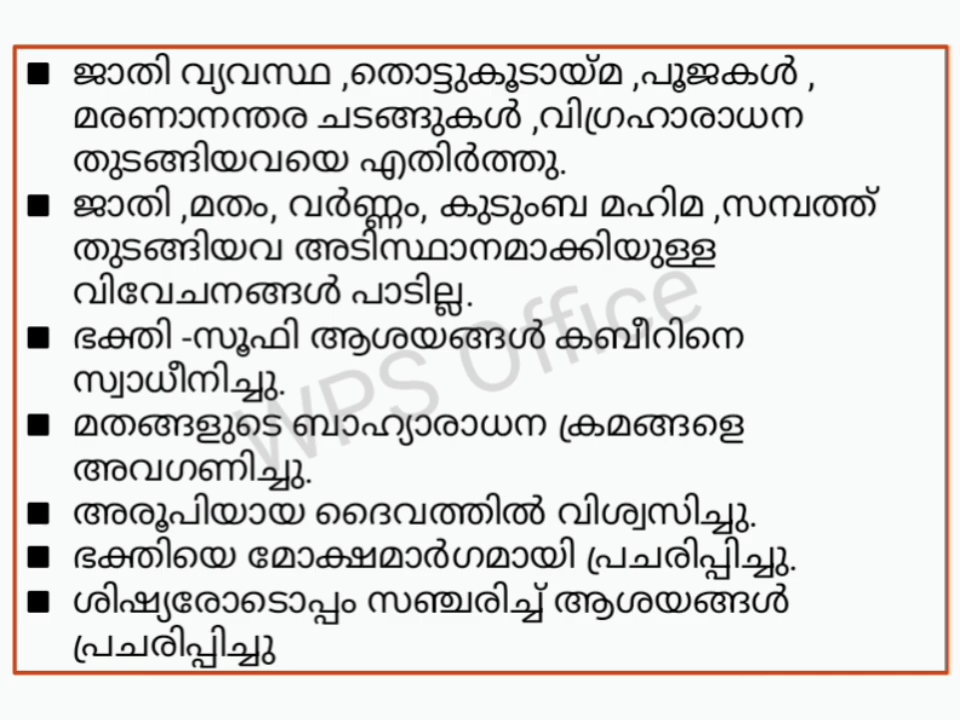 ■ ജാതി വ്യവസ്ഥ ,തൊട്ടുകൂടായ്മ ,പൂജകൾ ,
മരണാനന്തര ചടങ്ങുകൾ ,വിഗ്രഹാരാധന
തുടങ്ങിയവയെ എതിർത്തു.
■ ജാതി ,മതം, വർണ്ണം, കുടുംബ മഹിമ ,സമ്പത്ത്
തുടങ്ങിയവ അടിസ്ഥാനമാക്കിയുള്ള
വിവേചനങ്ങൾ പാടില്ല.
■ ഭക്തി -സൂഫി ആശയങ്ങൾ കബീറിനെ
സ്വാധീനിച്ചു.
■ മതങ്ങളുടെ ബാഹ്യാരാധന ക്രമങ്ങളെ
അവഗണിച്ചു.
■ അരൂപിയായ ദൈവത്തിൽ വിശ്വസിച്ചു.
■ ഭക്തിയെ മോക്ഷമാർഗമായി പ്രചരിപ്പിച്ചു.
■ ശിഷ്യരോടൊപ്പം സഞ്ചരിച്ച് ആശയങ്ങൾ
പ്രചരിപ്പിച്ചു
WPS Office